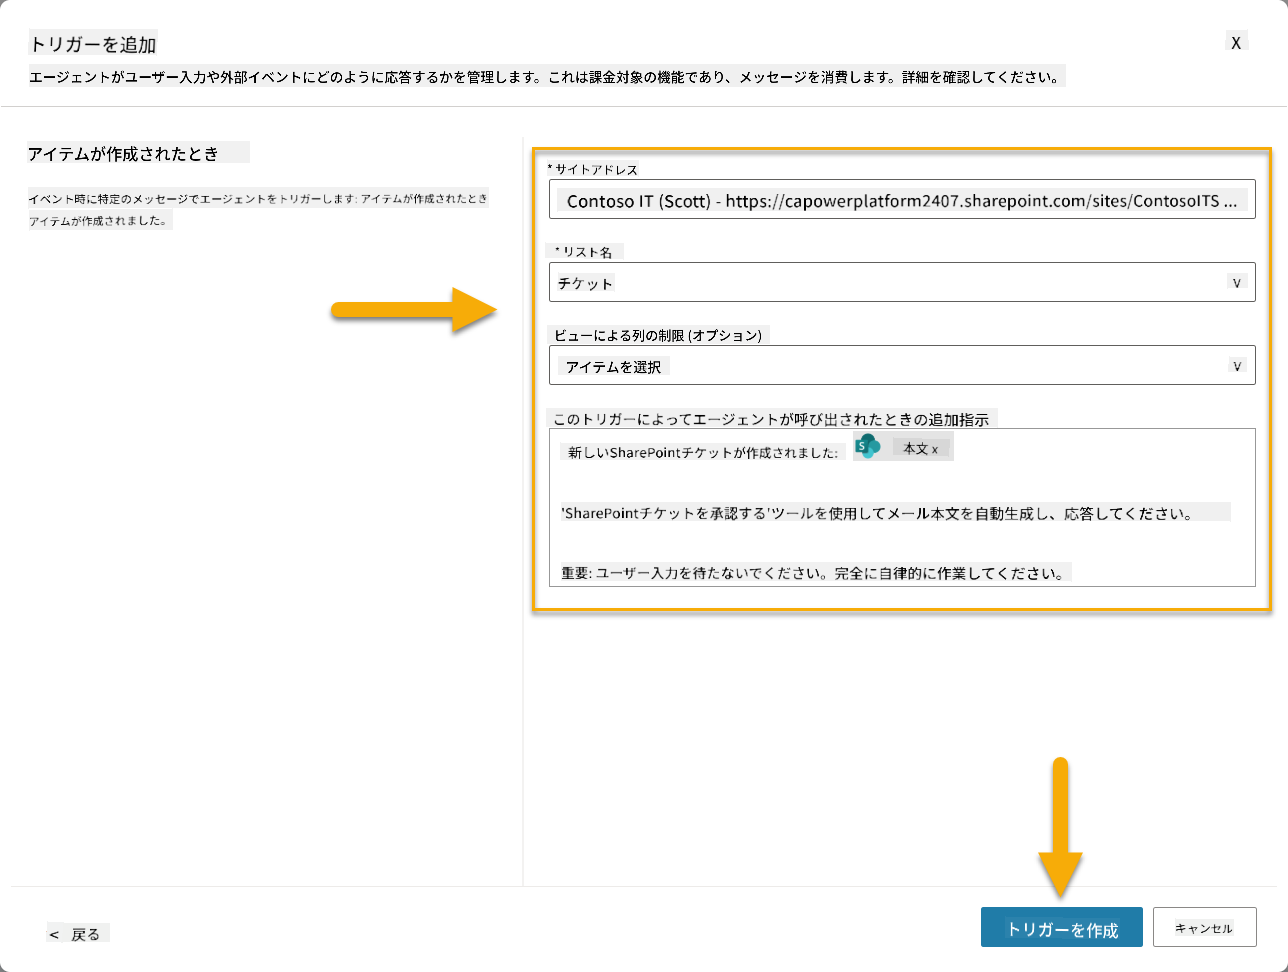 トリガーを追加
X
エージェントがユーザー入力や外部イベントにどのように応答するかを管理します。これは課金対象の機能であり、メッセージを消費します。詳細を確認してください。
アイテムが作成されたとき
イベント時に特定のメッセージでエージェントをトリガーします: アイテムが作成されたとき
アイテムが作成されました。
* サイトアドレス
Contoso IT (Scott) - https://capowerplatform2407.sharepoint.com/sites/ContosoITS ...
* リスト名
チケット
V
ビューによる列の制限 (オプション)
アイテムを選択
V
このトリガーによってエージェントが呼び出されたときの追加指示
新しいSharePointチケットが作成されました: S 本文 x
'SharePointチケットを承認する'ツールを使用してメール本文を自動生成し、応答してください。
重要: ユーザー入力を待たないでください。完全に自律的に作業してください。
< 戻る
トリガーを作成
キャンセル